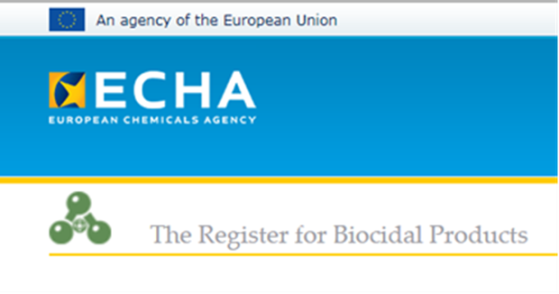 An agency of the European Union
ECHA
EUROPEAN CHEMICALS AGENCY
The Register for Biocidal Products